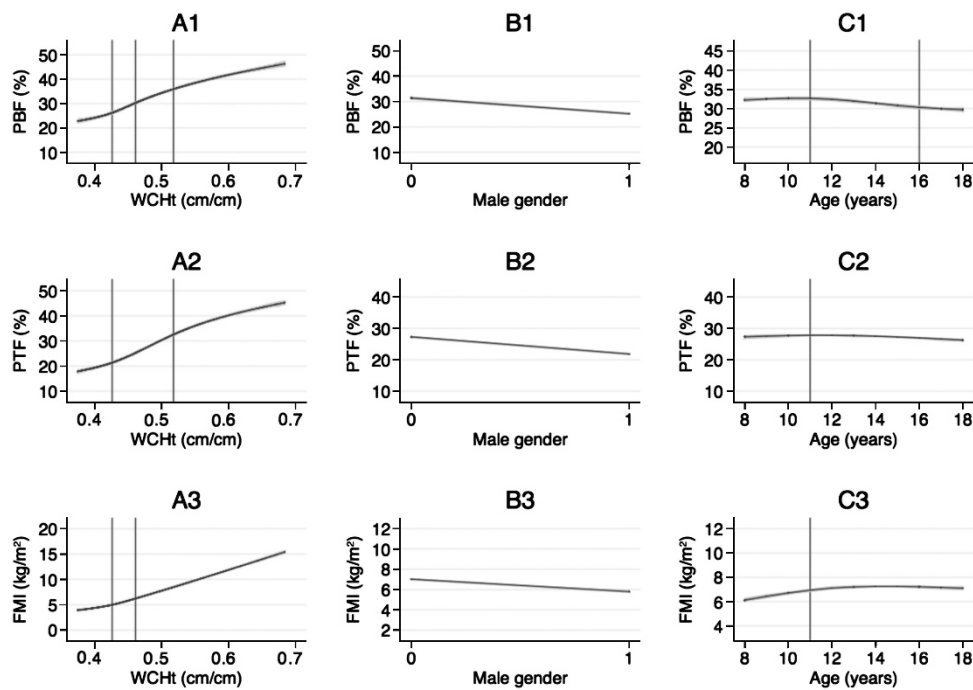 A1
PBF (%)
50
40
30
20
10
0.4 0.5 0.6 0.7
WCHt (cm/cm)
B1
PBF (%)
50
40
30
20
10
0 1
Male gender
C1
PBF (%)
45
40
35
30
25
20
8 10 12 14 16 18
Age (years)
A2
PTF (%)
50
40
30
20
10
0.4 0.5 0.6 0.7
WCHt (cm/cm)
B2
PTF (%)
40
30
20
10
0 1
Male gender
C2
PTF (%)
40
30
20
10
8 10 12 14 16 18
Age (years)
A3
FMI (kg/m²)
20
15
10
5
0
0.4 0.5 0.6 0.7
WCHt (cm/cm)
B3
FMI (kg/m²)
12
10
8
6
4
2
0 1
Male gender
C3
FMI (kg/m²)
12
10
8
6
4
8 10 12 14 16 18
Age (years)